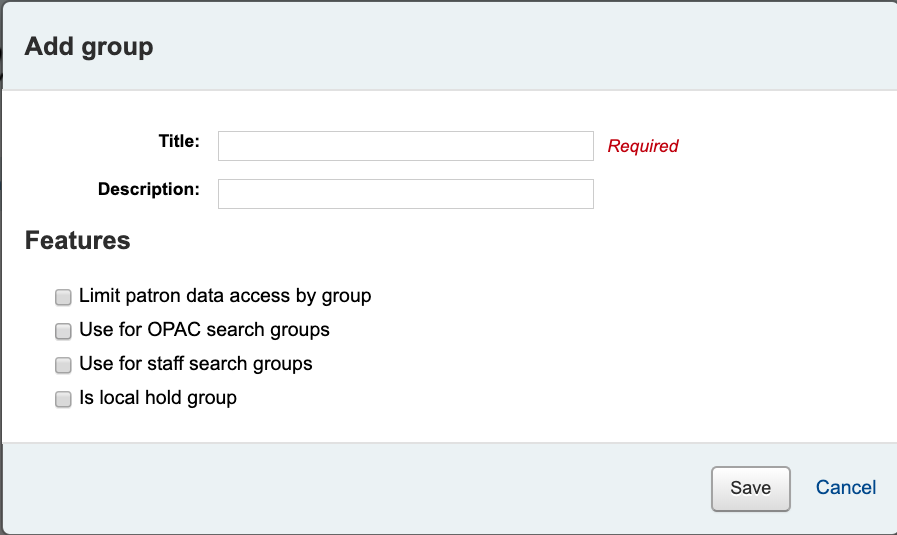 Add group
Title:
Required
Description:
Features
Limit patron data access by group
Use for OPAC search groups
Use for staff search groups
Is local hold group
Save
Cancel